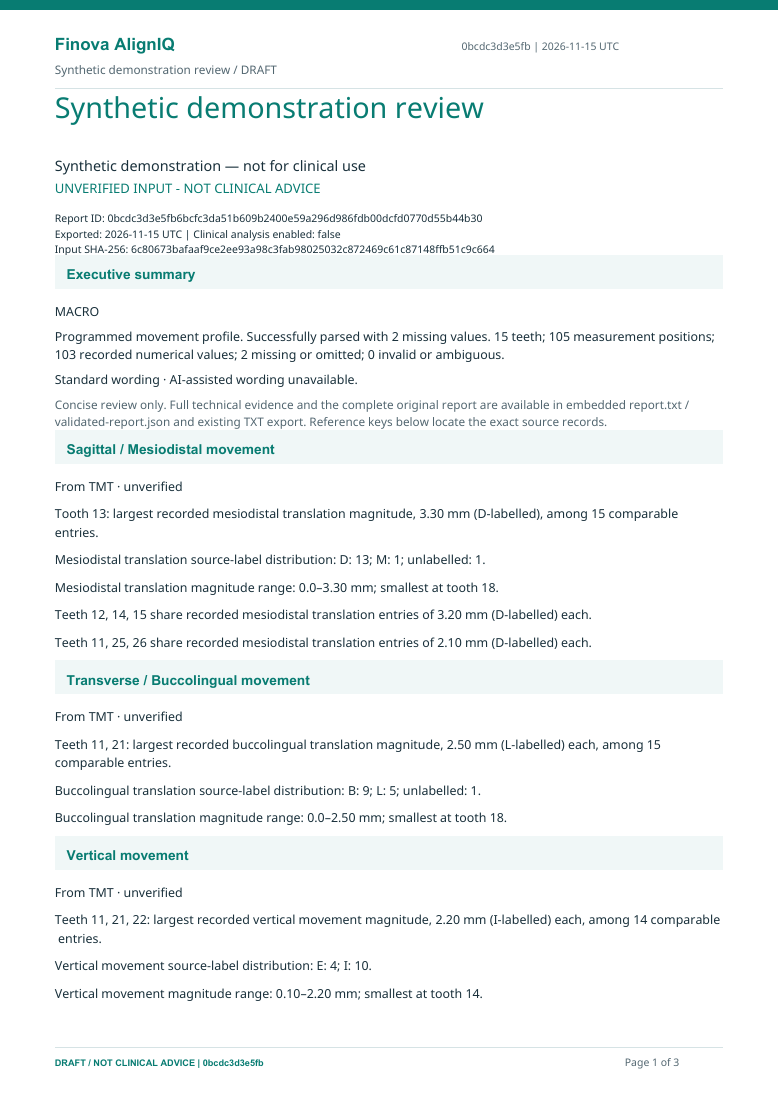 Finova AlignIQ
0bcdc3d3e5fb | 2026-11-15 UTC
Synthetic demonstration review / DRAFT
Synthetic demonstration review
Synthetic demonstration — not for clinical use
UNVERIFIED INPUT - NOT CLINICAL ADVICE
Report ID: 0bcdc3d3e5fb6bcfc3da51b609b2400e59a296d986fdb00dcfd0770d55b44b30
Exported: 2026-11-15 UTC | Clinical analysis enabled: false
Input SHA-256: 6c80673bafaaf9ce2ee93a98c3fab98025032c872469c61c87148ffb51c9c664
Executive summary
MACRO
Programmed movement profile. Successfully parsed with 2 missing values. 15 teeth; 105 measurement positions;
103 recorded numerical values; 2 missing or omitted; 0 invalid or ambiguous.
Standard wording · AI-assisted wording unavailable.
Concise review only. Full technical evidence and the complete original report are available in embedded report.txt /
validated-report.json and existing TXT export. Reference keys below locate the exact source records.
Sagittal / Mesiodistal movement
From TMT · unverified
Tooth 13: largest recorded mesiodistal translation magnitude, 3.30 mm (D-labelled), among 15 comparable
entries.
Mesiodistal translation source-label distribution: D: 13; M: 1; unlabelled: 1.
Mesiodistal translation magnitude range: 0.0–3.30 mm; smallest at tooth 18.
Teeth 12, 14, 15 share recorded mesiodistal translation entries of 3.20 mm (D-labelled) each.
Teeth 11, 25, 26 share recorded mesiodistal translation entries of 2.10 mm (D-labelled) each.
Transverse / Buccolingual movement
From TMT · unverified
Teeth 11, 21: largest recorded buccolingual translation magnitude, 2.50 mm (L-labelled) each, among 15
comparable entries.
Buccolingual translation source-label distribution: B: 9; L: 5; unlabelled: 1.
Buccolingual translation magnitude range: 0.0–2.50 mm; smallest at tooth 18.
Vertical movement
From TMT · unverified
Teeth 11, 21, 22: largest recorded vertical movement magnitude, 2.20 mm (I-labelled) each, among 14 comparable
entries.
Vertical movement source-label distribution: E: 4; I: 10.
Vertical movement magnitude range: 0.10–2.20 mm; smallest at tooth 14.
DRAFT / NOT CLINICAL ADVICE | 0bcdc3d3e5fb
Page 1 of 3